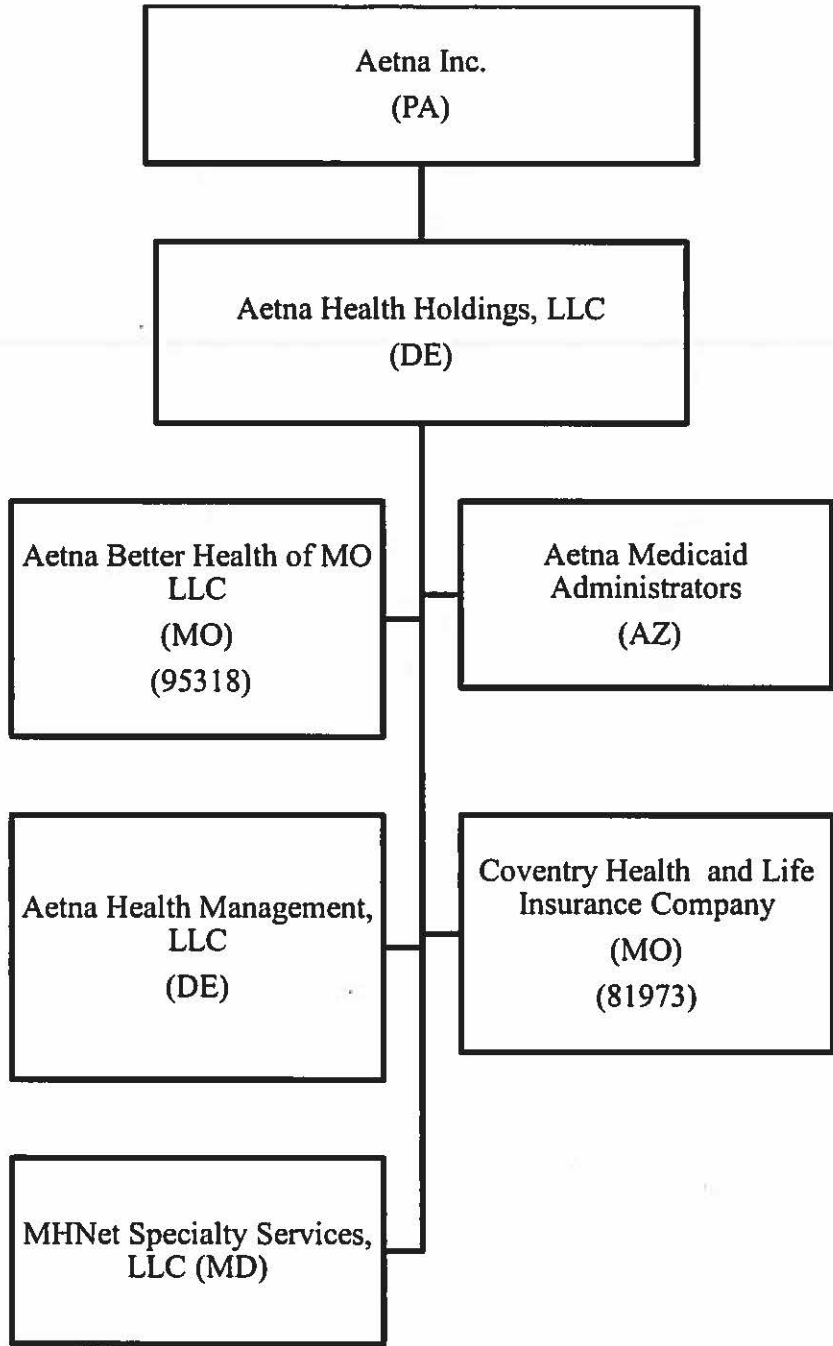 Aetna Inc.
(PA)
Aetna Health Holdings, LLC
(DE)
Aetna Better Health of MO
LLC
(MO)
(95318)
Aetna Medicaid
Administrators
(AZ)
Aetna Health Management,
LLC
(DE)
Coventry Health and Life
Insurance Company
(MO)
(81973)
MHNet Specialty Services,
LLC (MD)